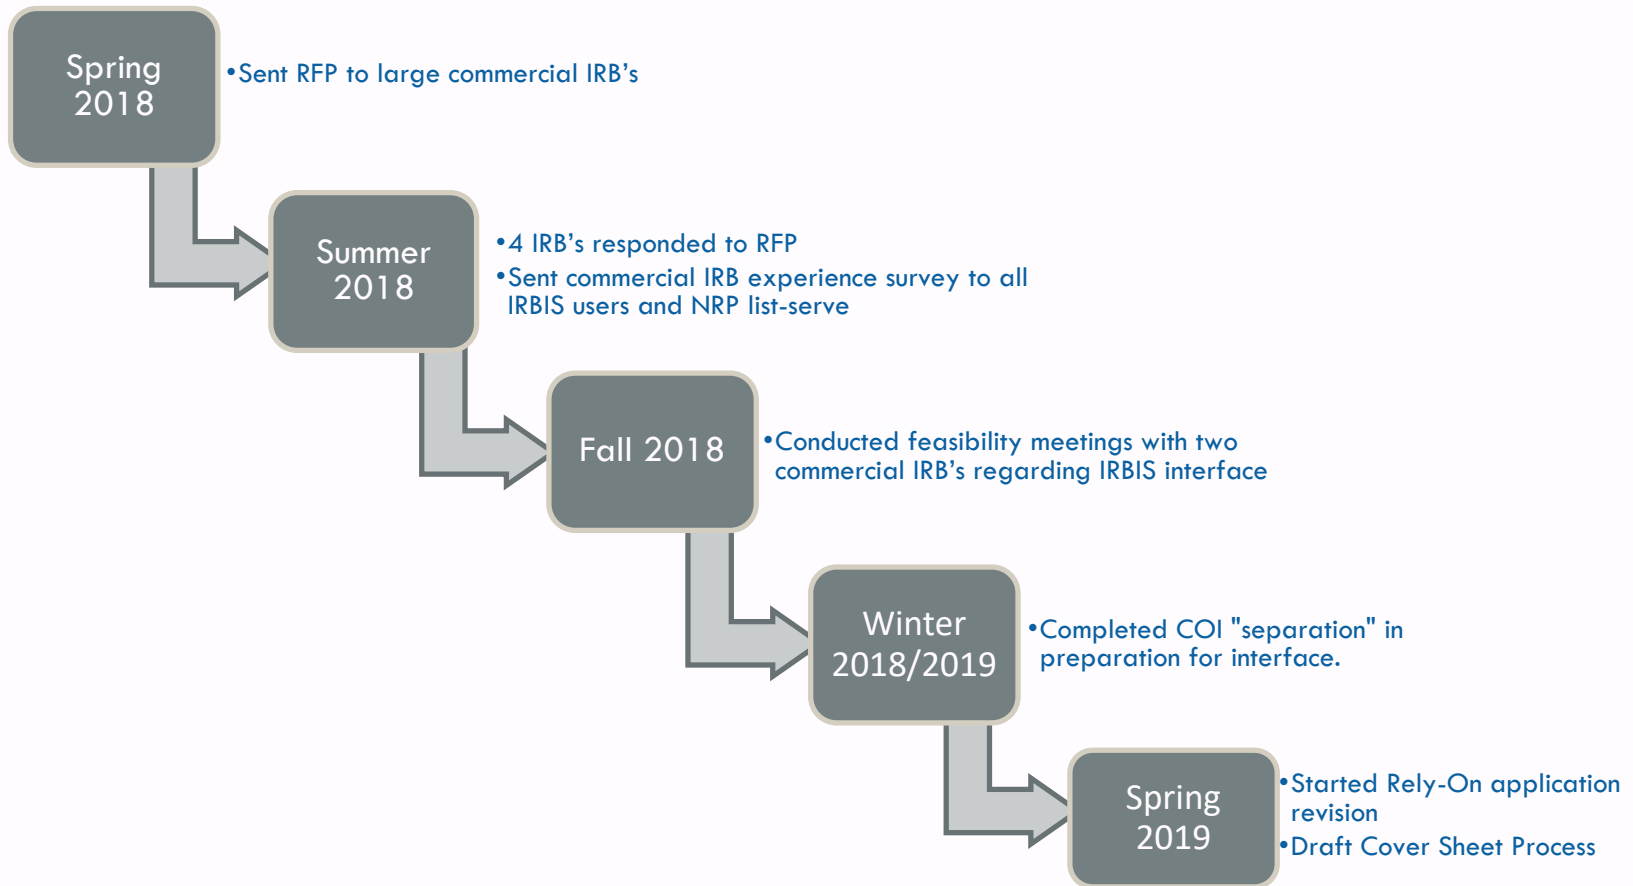 Spring
2018
•Sent RFP to large commercial IRB's
Summer
2018
•4 IRB’s responded to RFP
•Sent commercial IRB experience survey to all
IRBIS users and NRP list-serve
Fall 2018
•Conducted feasibility meetings with two
commercial IRB’s regarding IRBIS interface
Winter
2018/2019
•Completed COI "separation" in
preparation for interface.
Spring
2019
•Started Rely-On application
revision
•Draft Cover Sheet Process